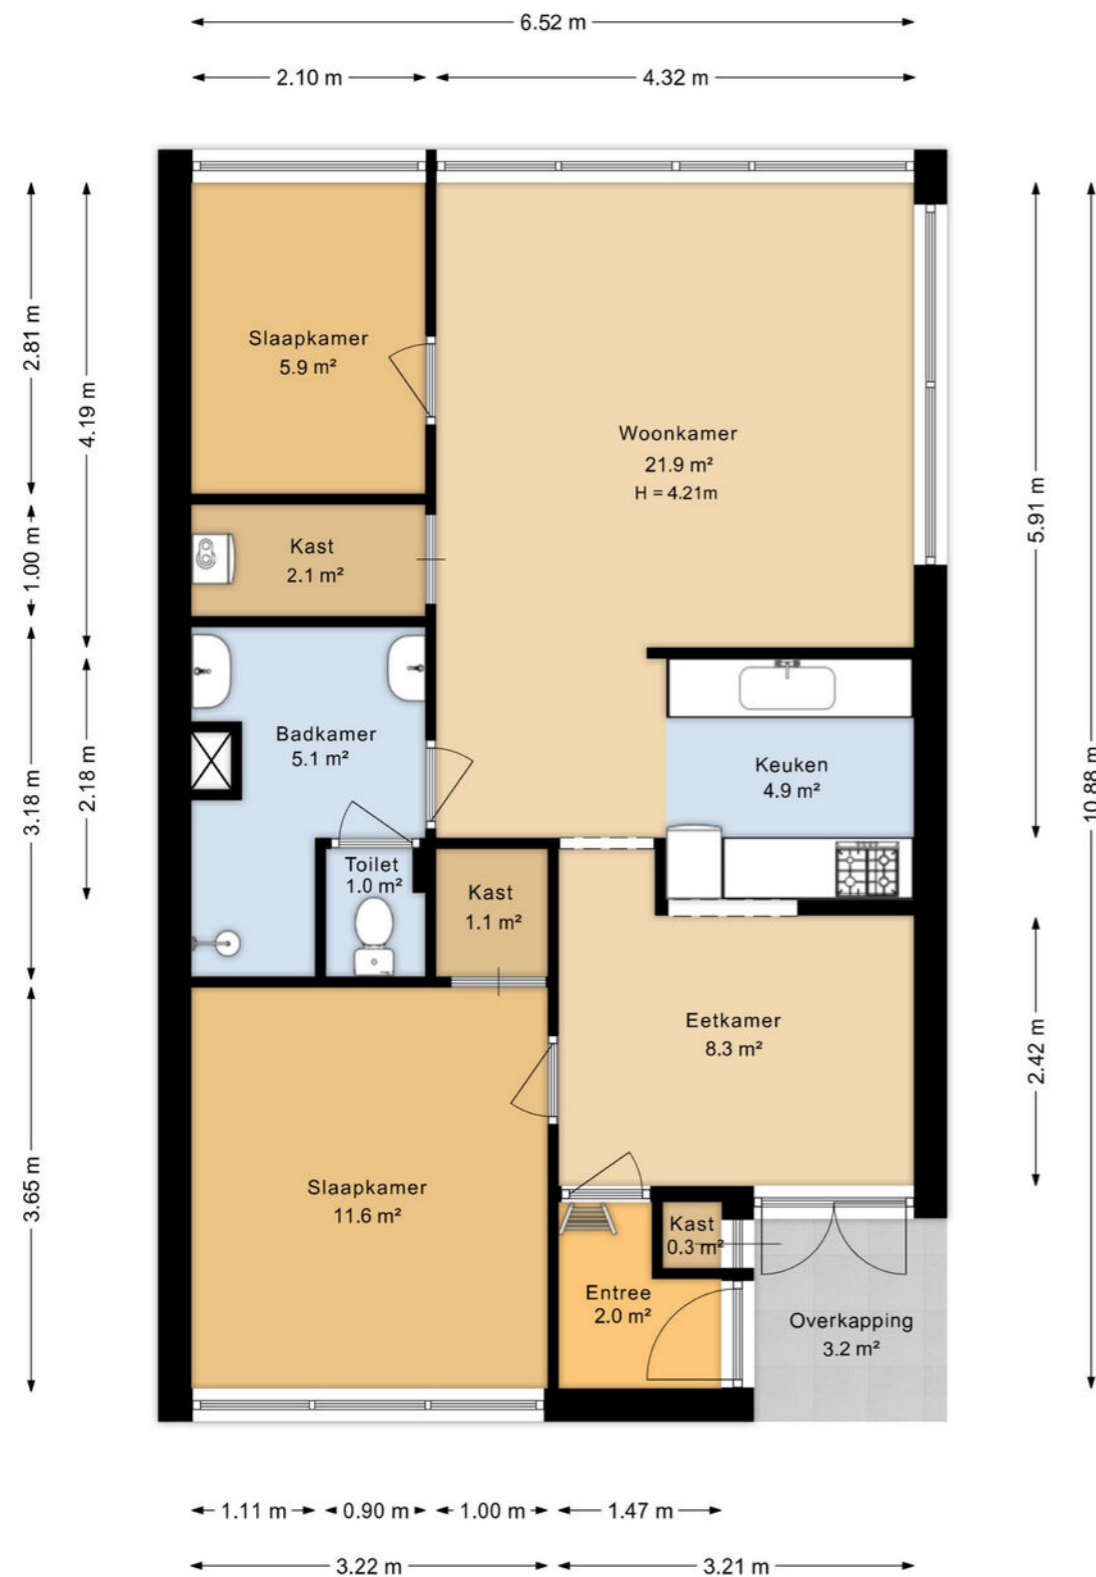 6.52 m
2.10 m
4.32 m
2.81 m
4.19 m
1.00 m
3.18 m
2.18 m
3.65 m
5.91 m
2.42 m
10.88 m
Slaapkamer
5.9 m²
Woonkamer
21.9 m²
H = 4.21m
Kast
2.1 m²
Badkamer
5.1 m²
Keuken
4.9 m²
Toilet
1.0 m²
Kast
1.1 m²
Eetkamer
8.3 m²
Slaapkamer
11.6 m²
Kast
0.3 m²
Entree
2.0 m²
Overkapping
3.2 m²
1.11 m
0.90 m
1.00 m
1.47 m
3.22 m
3.21 m